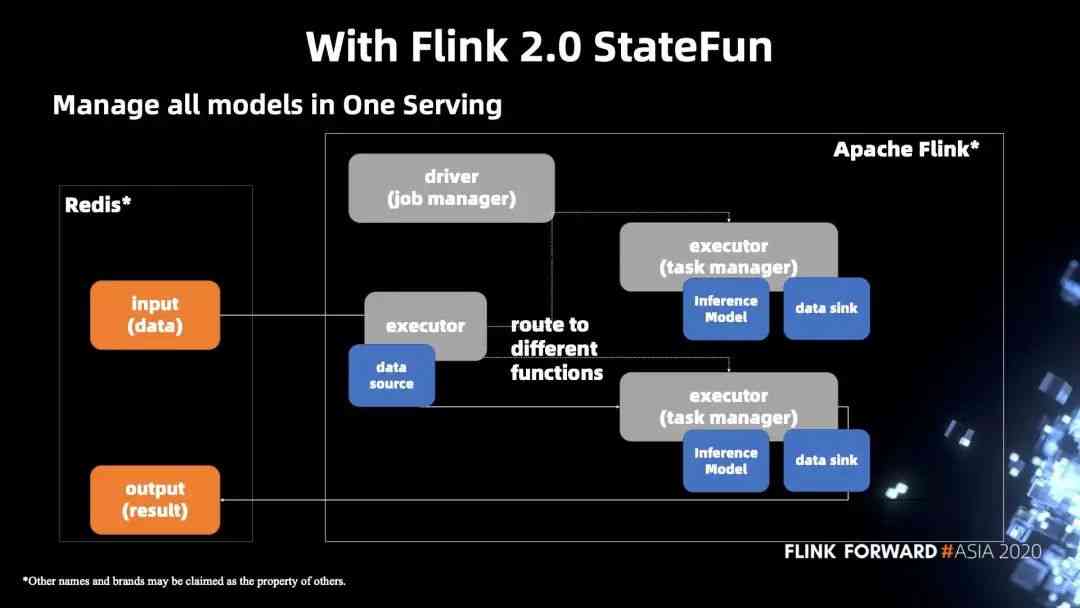 With Flink 2.0 StateFun
Manage all models in One Serving
Apache Flink*
driver
(job manager)
Redis*
executor
(task manager)
Inference
Model
data sink
input
(data)
executor
data
source
route to
different
functions
executor
(task manager)
Inference
Model
data sink
output
(result)
FLINK FORWARD #ASIA 2020
*Other names and brands may be claimed as the property of others.